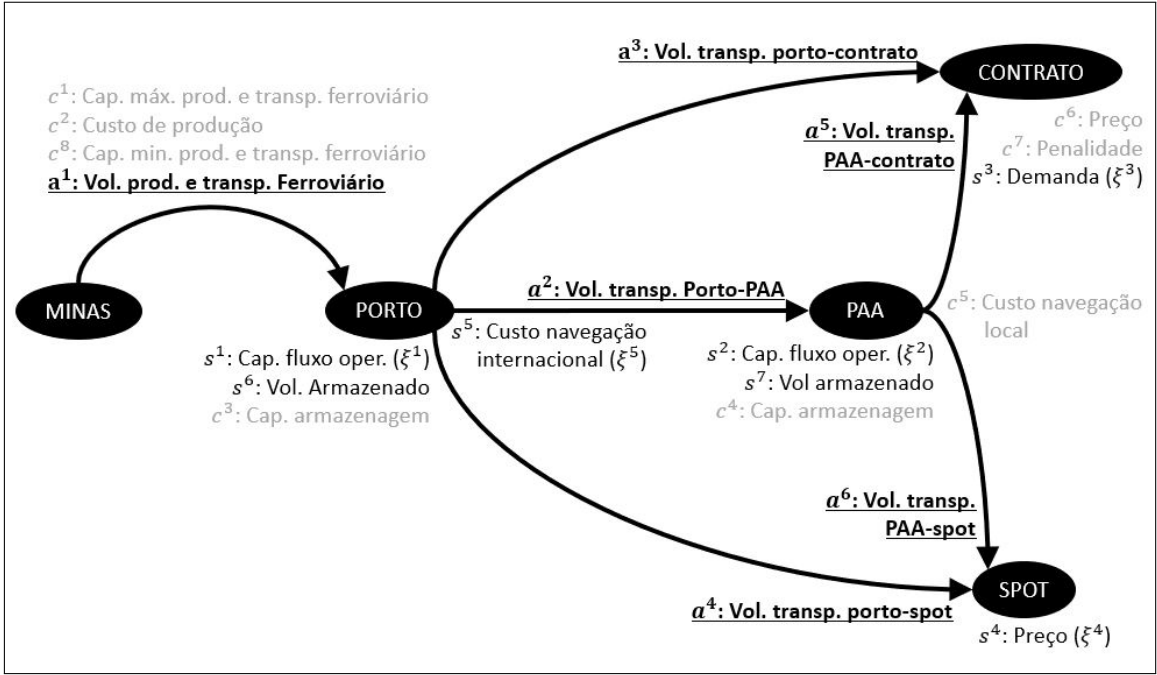 a³: Vol. transp. porto-contrato
CONTRATO
c¹: Cap. máx. prod. e transp. ferroviário
c²: Custo de produção
c⁸: Cap. min. prod. e transp. ferroviário
a¹: Vol. prod. e transp. Ferroviário
a⁵: Vol. transp.
PAA-contrato
c⁶: Preço
c⁷: Penalidade
s³: Demanda (ξ³)
MINAS
PORTO
a²: Vol. transp. Porto-PAA
PAA
c⁵: Custo navegação
local
s⁵: Custo navegação
internacional (ξ⁵)
s¹: Cap. fluxo oper. (ξ¹)
s⁶: Vol. Armazenado
c³: Cap. armazenagem
s²: Cap. fluxo oper. (ξ²)
s⁷: Vol armazenado
c⁴: Cap. armazenagem
a⁶: Vol. transp.
PAA-spot
a⁴: Vol. transp. porto-spot
SPOT
s⁴: Preço (ξ⁴)